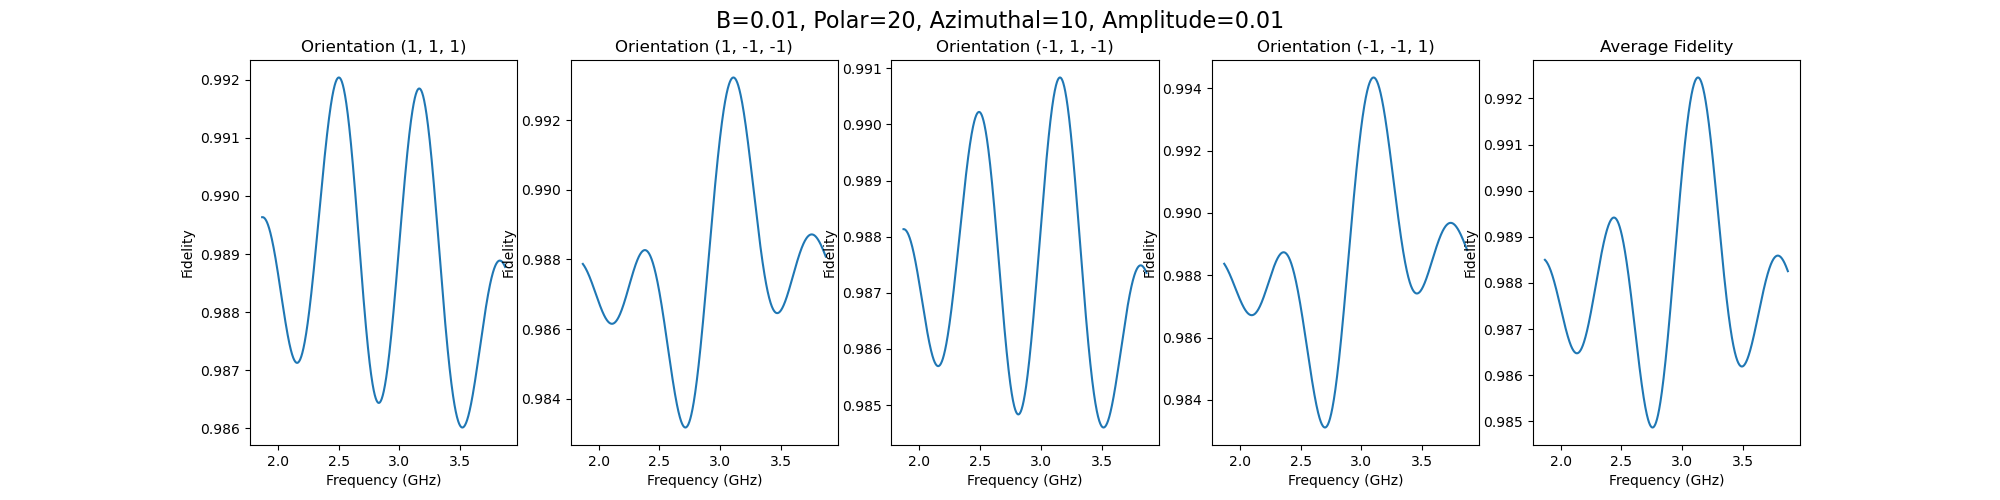 B=0.01, Polar=20, Azimuthal=10, Amplitude=0.01
Orientation (1, 1, 1)
0.992
0.991
0.990
0.989
0.988
0.987
0.986
Fidelity
2.0 2.5 3.0 3.5
Frequency (GHz)
Orientation (1, -1, -1)
0.992
0.990
0.988
0.986
0.984
Fidelity
2.0 2.5 3.0 3.5
Frequency (GHz)
Orientation (-1, 1, -1)
0.991
0.990
0.989
0.988
0.987
0.986
0.985
Fidelity
2.0 2.5 3.0 3.5
Frequency (GHz)
Orientation (-1, -1, 1)
0.994
0.992
0.990
0.988
0.986
0.984
Fidelity
2.0 2.5 3.0 3.5
Frequency (GHz)
Average Fidelity
0.992
0.991
0.990
0.989
0.988
0.987
0.986
0.985
Fidelity
2.0 2.5 3.0 3.5
Frequency (GHz)